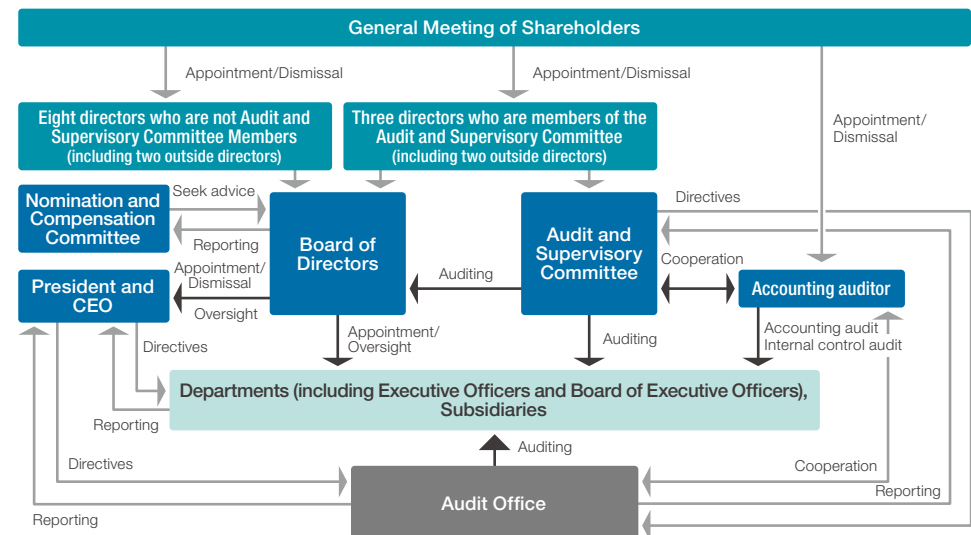 General Meeting of Shareholders
Appointment/Dismissal
Appointment/Dismissal
Appointment/
Dismissal
Eight directors who are not Audit and
Supervisory Committee Members
(including two outside directors)
Three directors who are members of the
Audit and Supervisory Committee
(including two outside directors)
Nomination and
Compensation
Committee
Seek advice
Reporting
Board of
Directors
Audit and
Supervisory
Committee
Directives
Cooperation
Auditing
Appointment/
Dismissal
Oversight
President and
CEO
Accounting auditor
Directives
Appointment/
Oversight
Auditing
Accounting audit
Internal control audit
Departments (including Executive Officers and Board of Executive Officers),
Subsidiaries
Reporting
Auditing
Directives
Cooperation
Reporting
Audit Office
Reporting